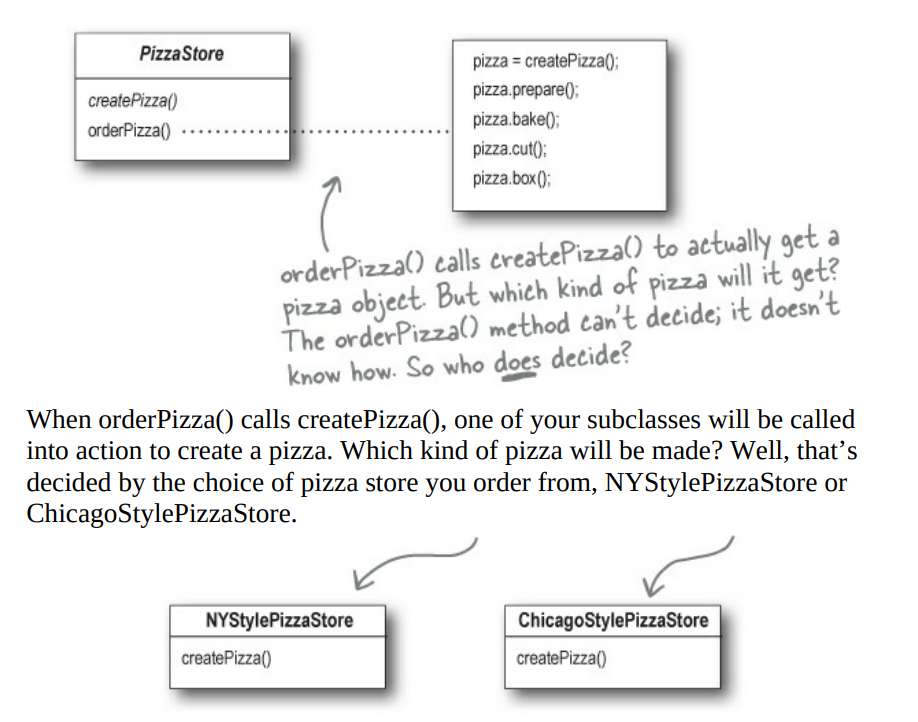 PizzaStore
createPizza()
orderPizza()
pizza = createPizza();
pizza.prepare();
pizza.bake();
pizza.cut();
pizza.box();
orderPizza() calls createPizza() to actually get a
pizza object. But which kind of pizza will it get?
The orderPizza() method can't decide; it doesn't
know how. So who does decide?
When orderPizza() calls createPizza(), one of your subclasses will be called
into action to create a pizza. Which kind of pizza will be made? Well, that’s
decided by the choice of pizza store you order from, NYStylePizzaStore or
ChicagoStylePizzaStore.
NYStylePizzaStore
createPizza()
ChicagoStylePizzaStore
createPizza()